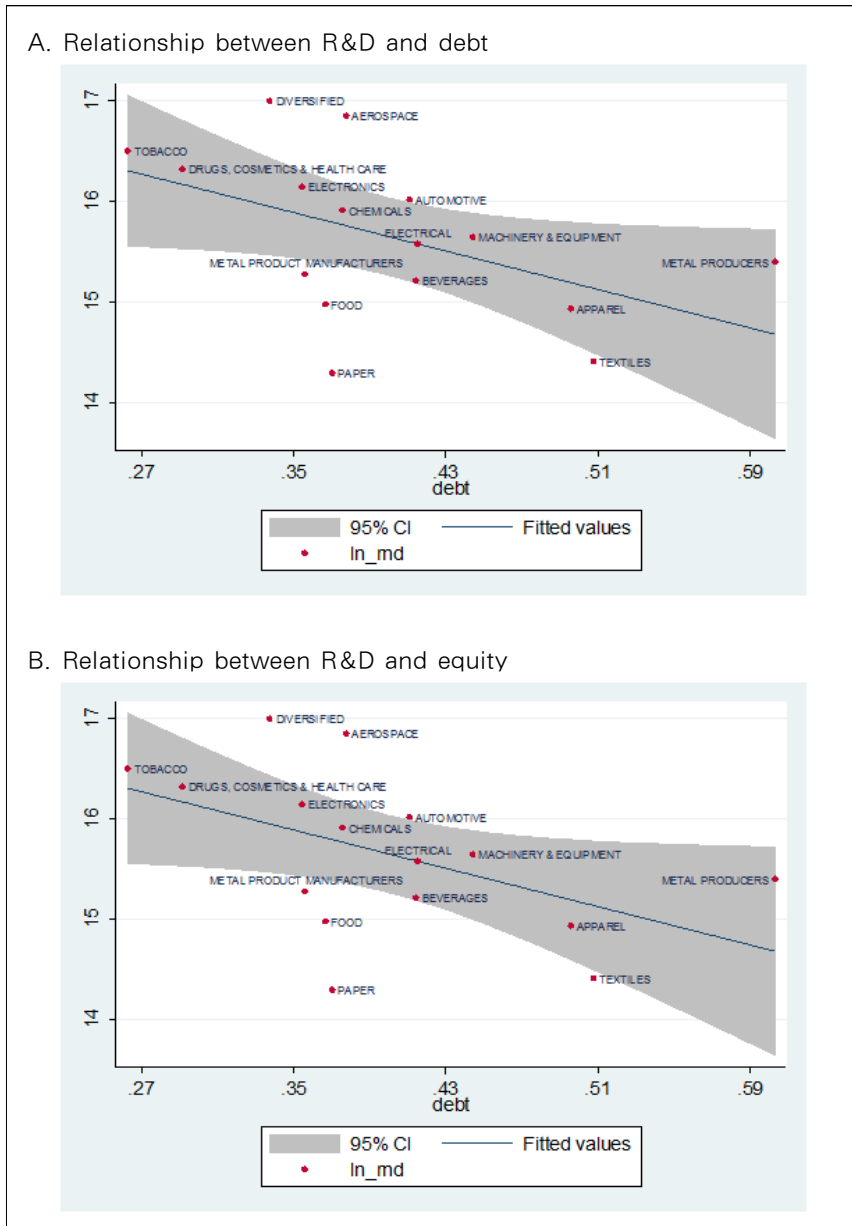 A. Relationship between R&D and debt
17
DIVERSIFIED
AEROSPACE
TOBACCO
DRUGS, COSMETICS & HEALTH CARE
ELECTRONICS
16
AUTOMOTIVE
CHEMICALS
ELECTRICAL
MACHINERY & EQUIPMENT
METAL PRODUCT MANUFACTURERS
METAL PRODUCERS
BEVERAGES
15
FOOD
APPAREL
TEXTILES
PAPER
14
.27 .35 .43 .51 .59
debt
95% CI Fitted values
ln_rnd
B. Relationship between R&D and equity
17
DIVERSIFIED
AEROSPACE
TOBACCO
DRUGS, COSMETICS & HEALTH CARE
ELECTRONICS
16
AUTOMOTIVE
CHEMICALS
ELECTRICAL
MACHINERY & EQUIPMENT
METAL PRODUCT MANUFACTURERS
METAL PRODUCERS
BEVERAGES
15
FOOD
APPAREL
TEXTILES
PAPER
14
.27 .35 .43 .51 .59
debt
95% CI Fitted values
ln_rnd